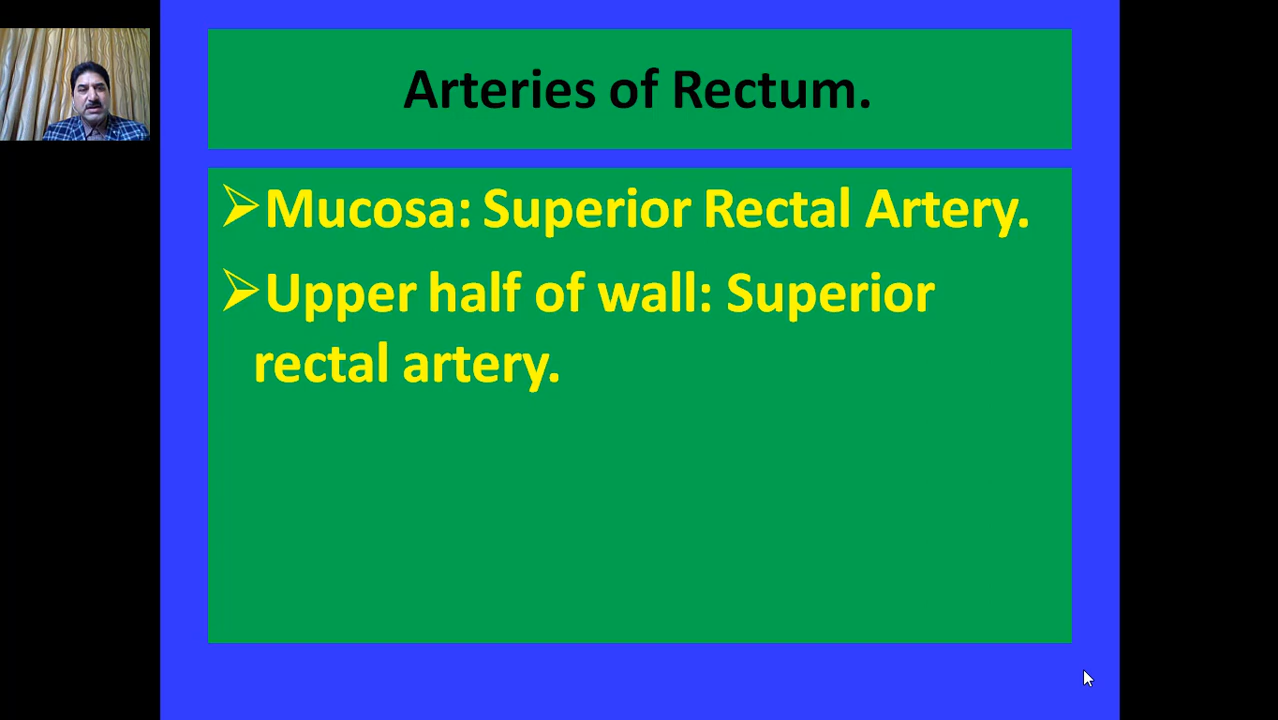 Arteries of Rectum.
➢Mucosa: Superior Rectal Artery.
➢Upper half of wall: Superior
rectal artery.